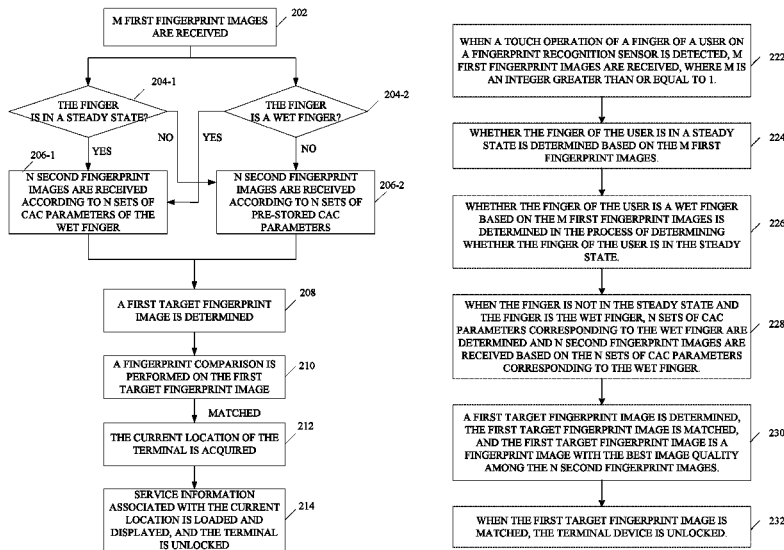 M FIRST FINGERPRINT IMAGES
ARE RECEIVED
202
204-1
THE FINGER
IS IN A STEADY STATE?
THE FINGER
IS A WET FINGER?
204-2
NO
YES
YES
NO
206-1
N SECOND FINGERPRINT
IMAGES ARE RECEIVED
ACCORDING TO N SETS OF
CAC PARAMETERS OF THE
WET FINGER
N SECOND FINGERPRINT
IMAGES ARE RECEIVED
ACCORDING TO N SETS OF
PRE-STORED CAC
PARAMETERS
206-2
A FIRST TARGET FINGERPRINT
IMAGE IS DETERMINED
208
A FINGERPRINT COMPARISON IS
PERFORMED ON THE FIRST
TARGET FINGERPRINT IMAGE
210
MATCHED
THE CURRENT LOCATION OF THE
TERMINAL IS ACQUIRED
212
SERVICE INFORMATION
ASSOCIATED WITH THE CURRENT
LOCATION IS LOADED AND
DISPLAYED, AND THE TERMINAL
IS UNLOCKED
214
WHEN A TOUCH OPERATION OF A FINGER OF A USER ON
A FINGERPRINT RECOGNITION SENSOR IS DETECTED, M
FIRST FINGERPRINT IMAGES ARE RECEIVED, WHERE M IS
AN INTEGER GREATER THAN OR EQUAL TO 1.
222
WHETHER THE FINGER OF THE USER IS IN A STEADY
STATE IS DETERMINED BASED ON THE M FIRST
FINGERPRINT IMAGES.
224
WHETHER THE FINGER OF THE USER IS A WET FINGER
BASED ON THE M FIRST FINGERPRINT IMAGES IS
DETERMINED IN THE PROCESS OF DETERMINING
WHETHER THE FINGER OF THE USER IS IN THE STEADY
STATE.
226
WHEN THE FINGER IS NOT IN THE STEADY STATE AND
THE FINGER IS THE WET FINGER, N SETS OF CAC
PARAMETERS CORRESPONDING TO THE WET FINGER ARE
DETERMINED AND N SECOND FINGERPRINT IMAGES ARE
RECEIVED BASED ON THE N SETS OF CAC PARAMETERS
CORRESPONDING TO THE WET FINGER.
228
A FIRST TARGET FINGERPRINT IMAGE IS DETERMINED,
THE FIRST TARGET FINGERPRINT IMAGE IS MATCHED,
AND THE FIRST TARGET FINGERPRINT IMAGE IS A
FINGERPRINT IMAGE WITH THE BEST IMAGE QUALITY
AMONG THE N SECOND FINGERPRINT IMAGES.
230
WHEN THE FIRST TARGET FINGERPRINT IMAGE IS
MATCHED, THE TERMINAL DEVICE IS UNLOCKED.
232